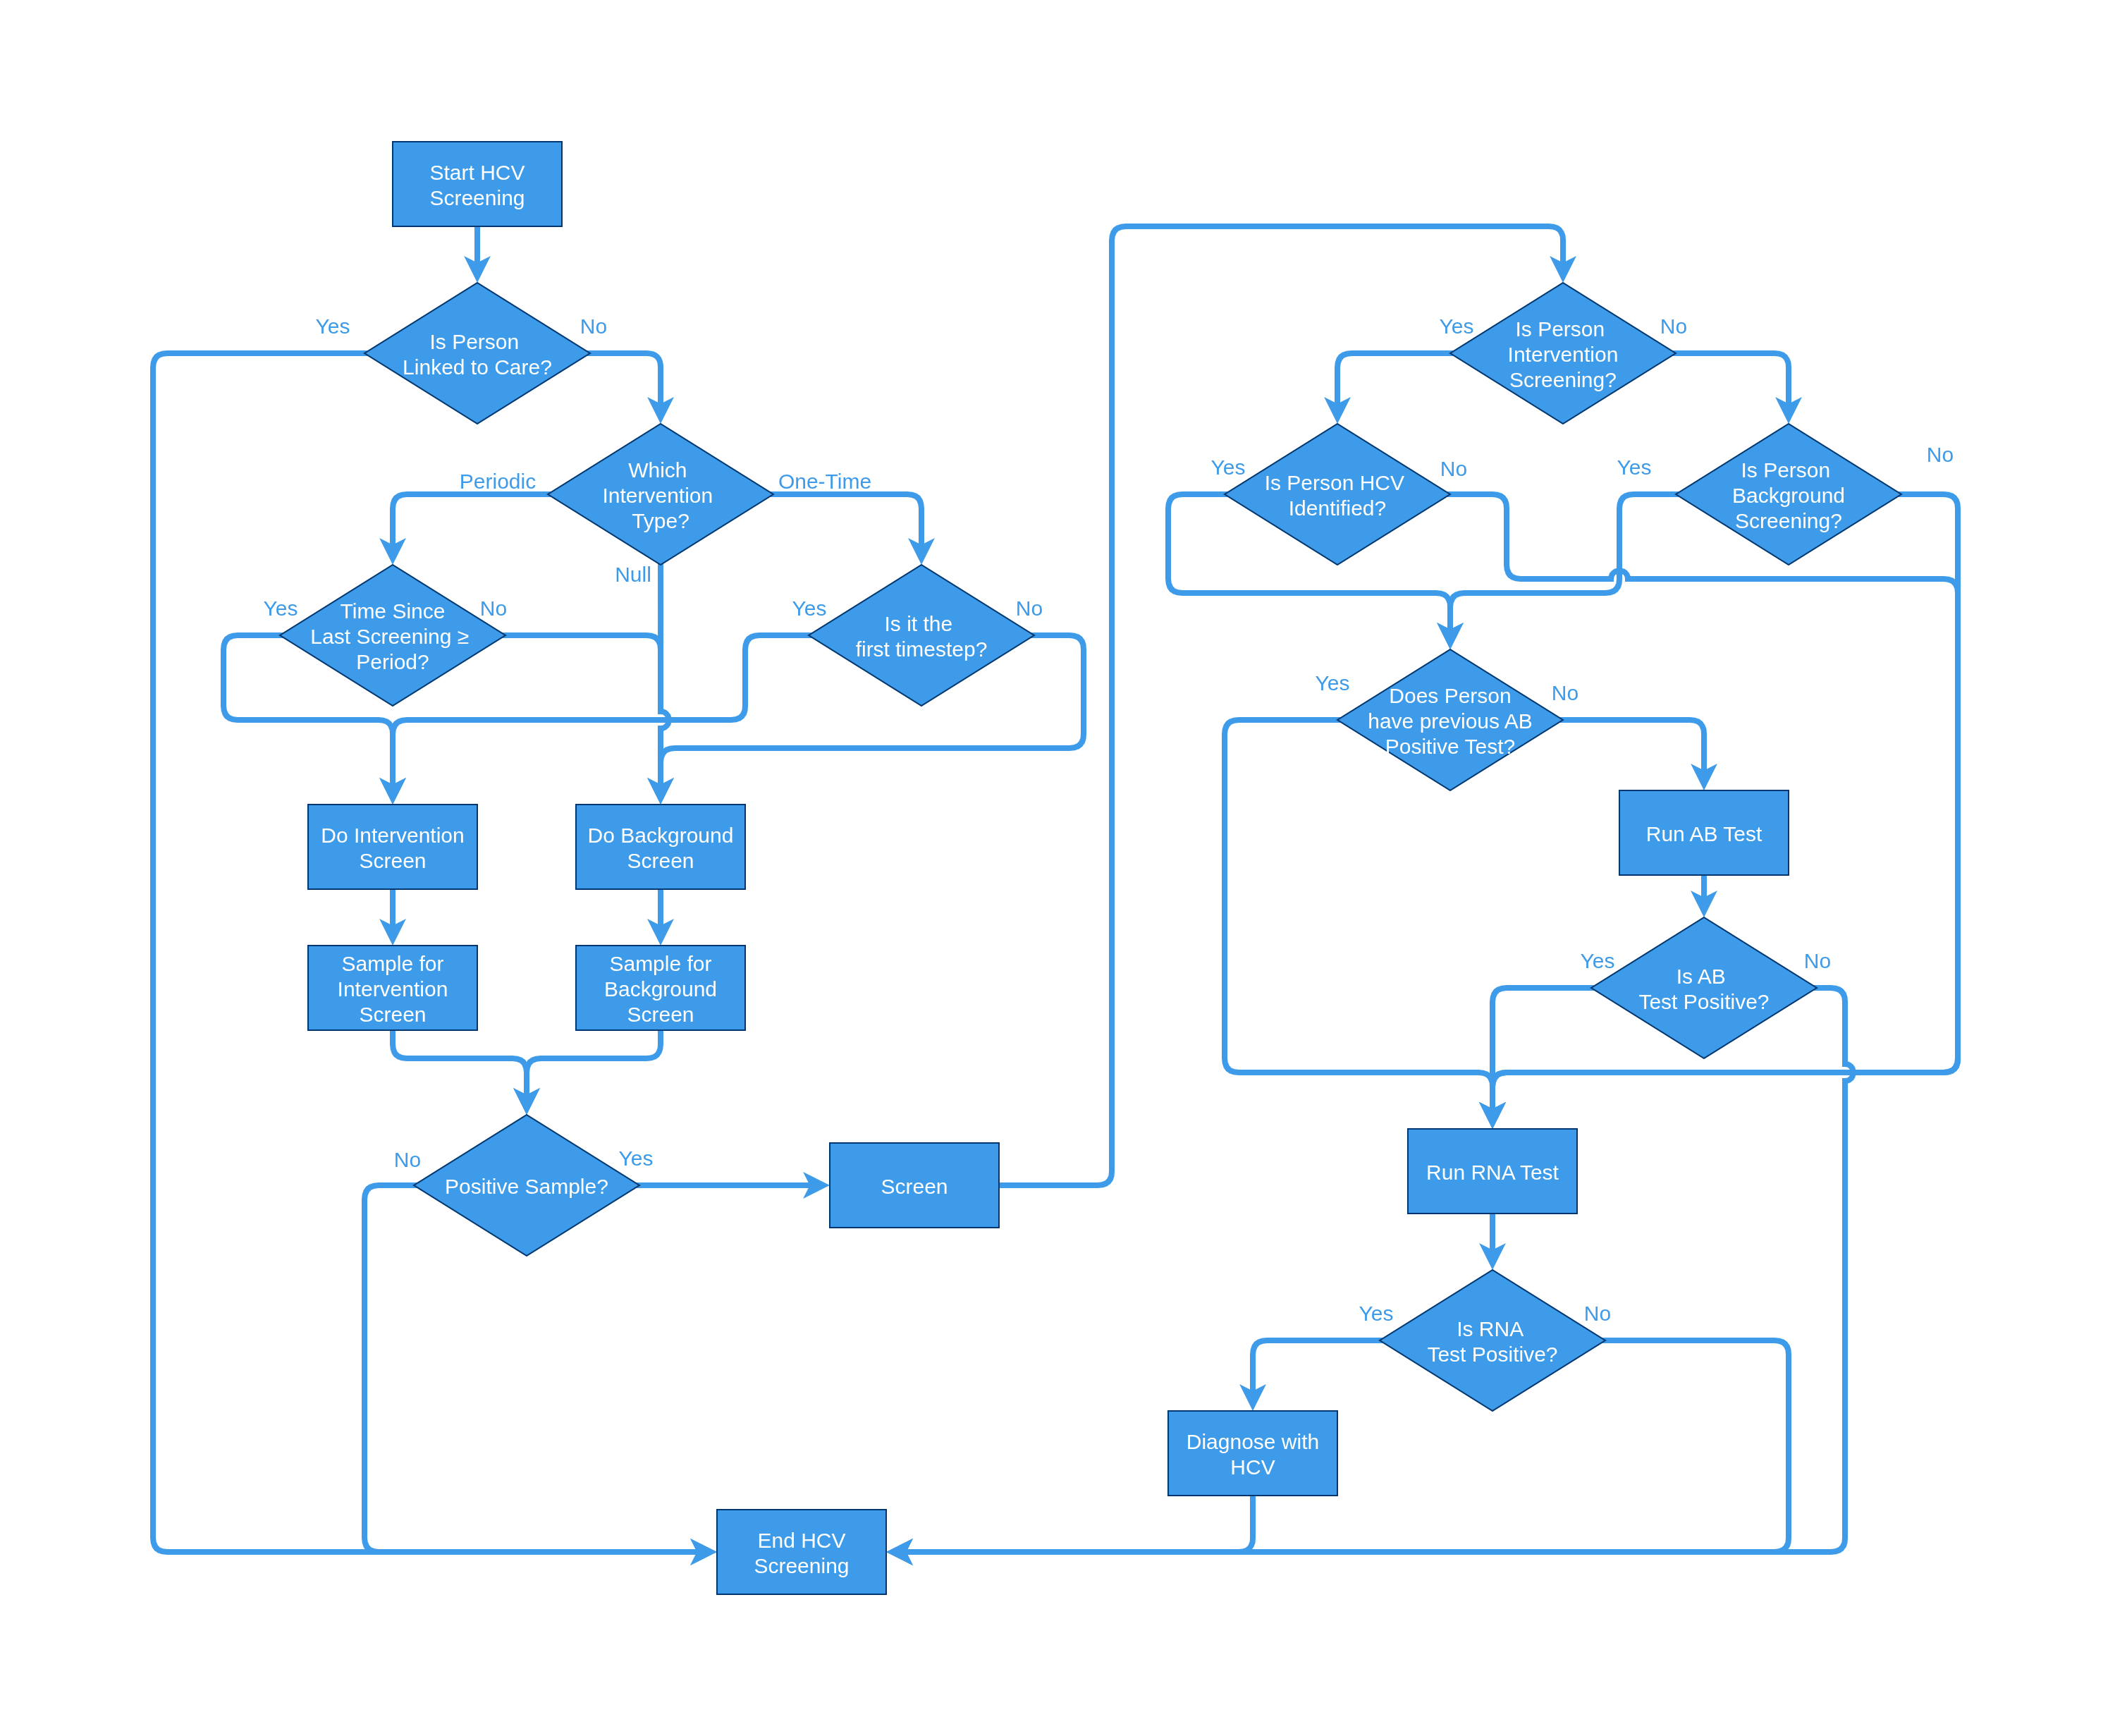 Start HCV
Screening
Yes
No
Is Person
Linked to Care?
Which
Intervention
Type?
Periodic
One-Time
Null
Yes
Time Since
Last Screening ≥
Period?
No
Yes
Is it the
first timestep?
No
Do Intervention
Screen
Do Background
Screen
Sample for
Intervention
Screen
Sample for
Background
Screen
No
Positive Sample?
Yes
Screen
End HCV
Screening
Yes
Is Person
Intervention
Screening?
No
Yes
Is Person HCV
Identified?
No
Yes
Is Person
Background
Screening?
No
Yes
Does Person
have previous AB
Positive Test?
No
Run AB Test
Yes
Is AB
Test Positive?
No
Run RNA Test
Yes
Is RNA
Test Positive?
No
Diagnose with
HCV